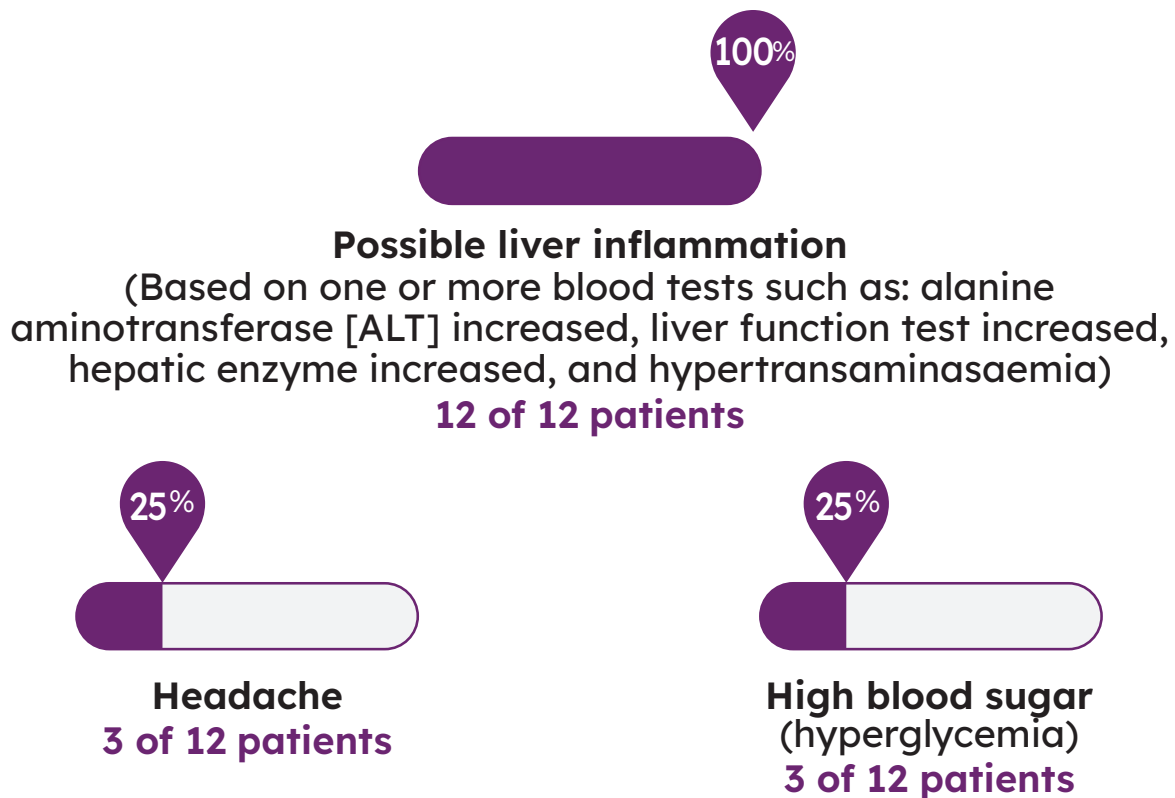 100%
Possible liver inflammation
(Based on one or more blood tests such as: alanine
aminotransferase [ALT] increased, liver function test increased,
hepatic enzyme increased, and hypertransaminasaemia)
12 of 12 patients
25%
Headache
3 of 12 patients
25%
High blood sugar
(hyperglycemia)
3 of 12 patients